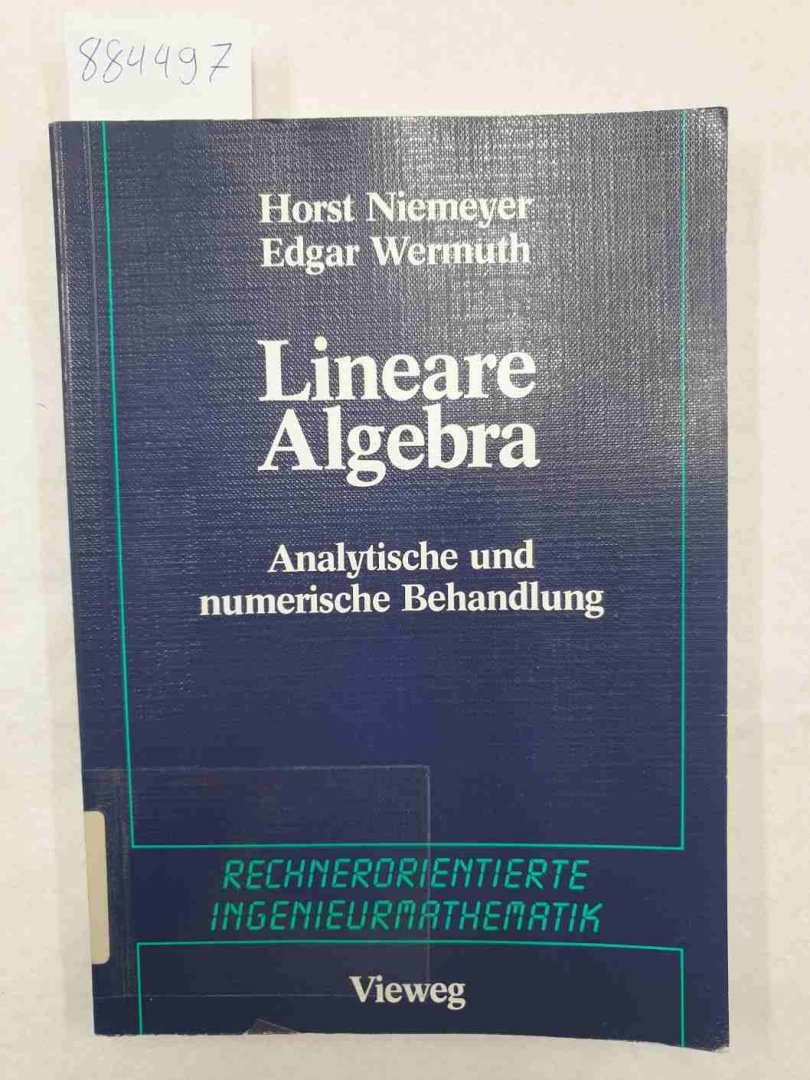 884497
Horst Niemeyer
Edgar Wermuth
Lineare
Algebra
Analytische und
numerische Behandlung
RECHNERORIENTIERTE
INGENIEURMATHEMATIK
Vieweg